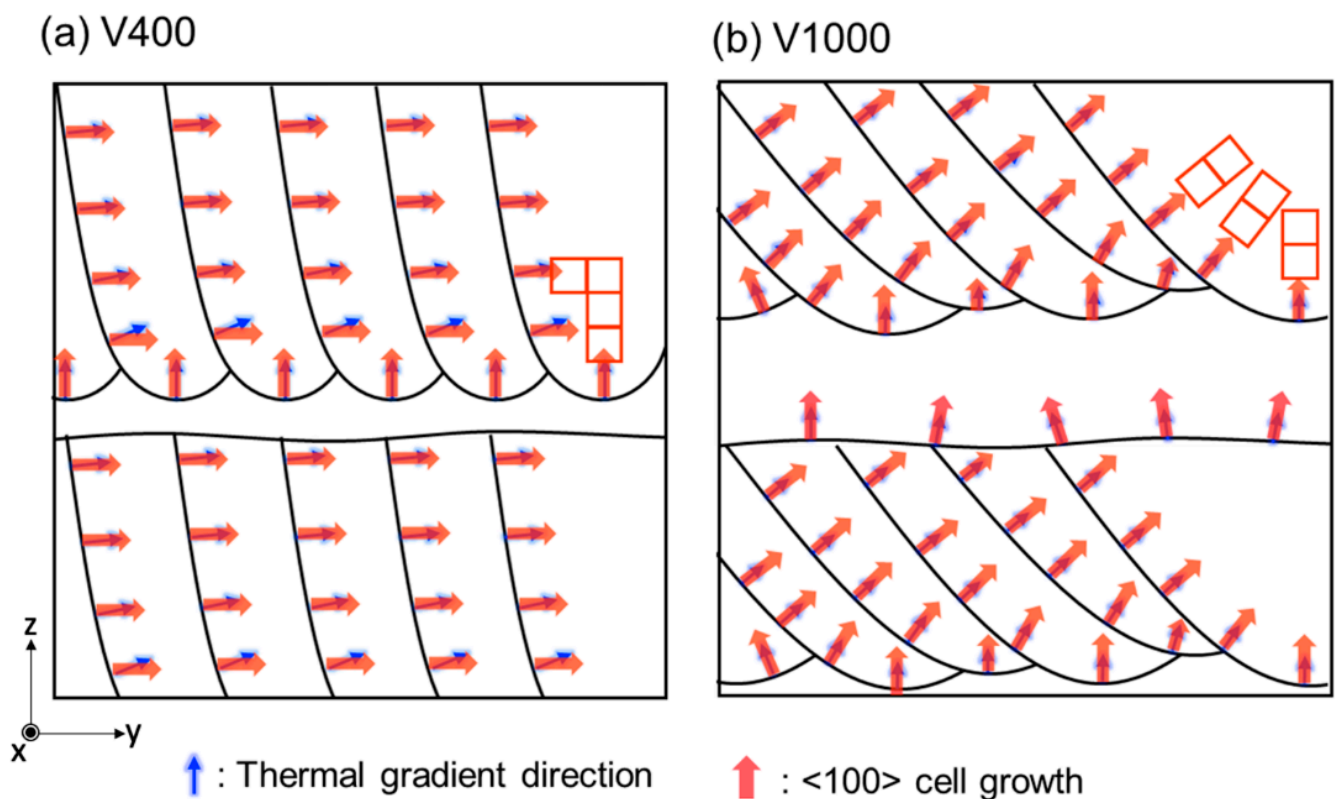 (a) V400
(b) V1000
z
x
y
: Thermal gradient direction
: <100> cell growth